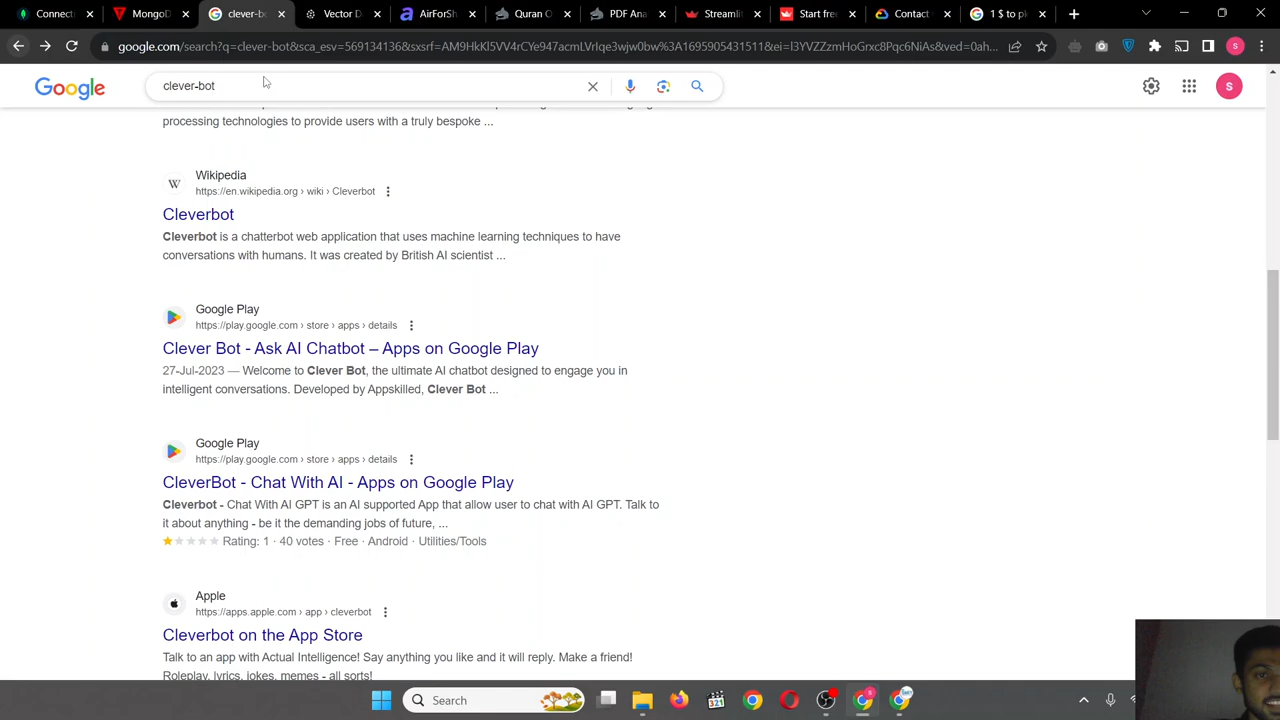 Connect
MongoD
clever-b
Vector Da
AirForSh
Quran O
PDF Ana
Streamlit
Start free
Contact
1 $ to pk
google.com/search?q=clever-bot&sca_esv=569134136&sxsrf=AM9HkKl5VV4rCYe947acmLVrIqe3wjw0bw%3A1695905431511&ei=I3YVZZzmHoGrxc8Pqc6NiAs&ved=0ah...
S
Google
clever-bot
S
processing technologies to provide users with a truly bespoke ...
W
Wikipedia
https://en.wikipedia.org › wiki › Cleverbot
Cleverbot
Cleverbot is a chatterbot web application that uses machine learning techniques to have
conversations with humans. It was created by British AI scientist ...
Google Play
https://play.google.com › store › apps › details
Clever Bot - Ask AI Chatbot – Apps on Google Play
27-Jul-2023 — Welcome to Clever Bot, the ultimate AI chatbot designed to engage you in
intelligent conversations. Developed by Appskilled, Clever Bot ...
Google Play
https://play.google.com › store › apps › details
CleverBot - Chat With AI - Apps on Google Play
Cleverbot - Chat With AI GPT is an AI supported App that allow user to chat with AI GPT. Talk to
it about anything - be it the demanding jobs of future, ...
Rating: 1 · 40 votes · Free · Android · Utilities/Tools
Apple
https://apps.apple.com › app › cleverbot
Cleverbot on the App Store
Talk to an app with Actual Intelligence! Say anything you like and it will reply. Make a friend!
Roleplay, lyrics, jokes, memes - all sorts!
Search